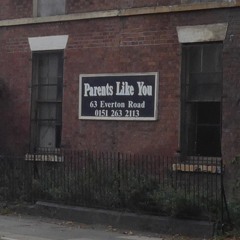 Parents Like You
63 Everton Road
0151 263 2113